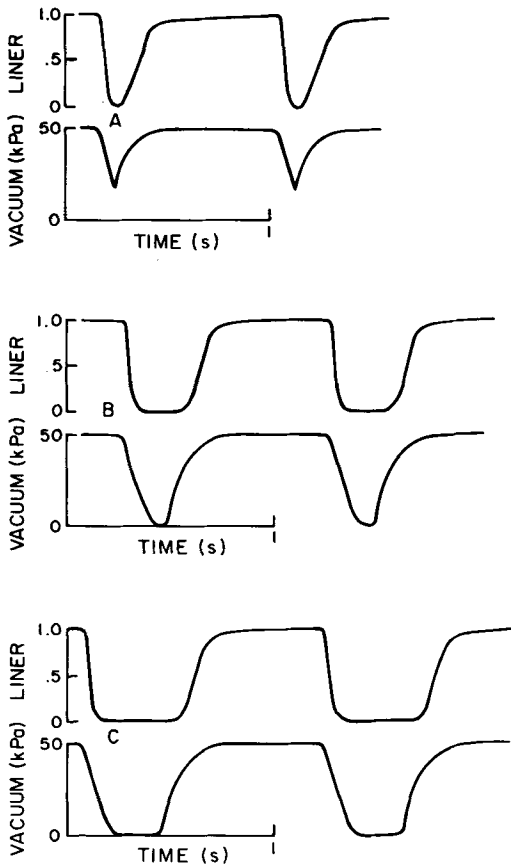 LINER
1.0
.5
0
A
VACUUM (kPa)
50
0
TIME (s)
1
LINER
1.0
.5
0
B
VACUUM (kPa)
50
0
TIME (s)
1
LINER
1.0
.5
0
C
VACUUM (kPa)
50
0
TIME (s)
1